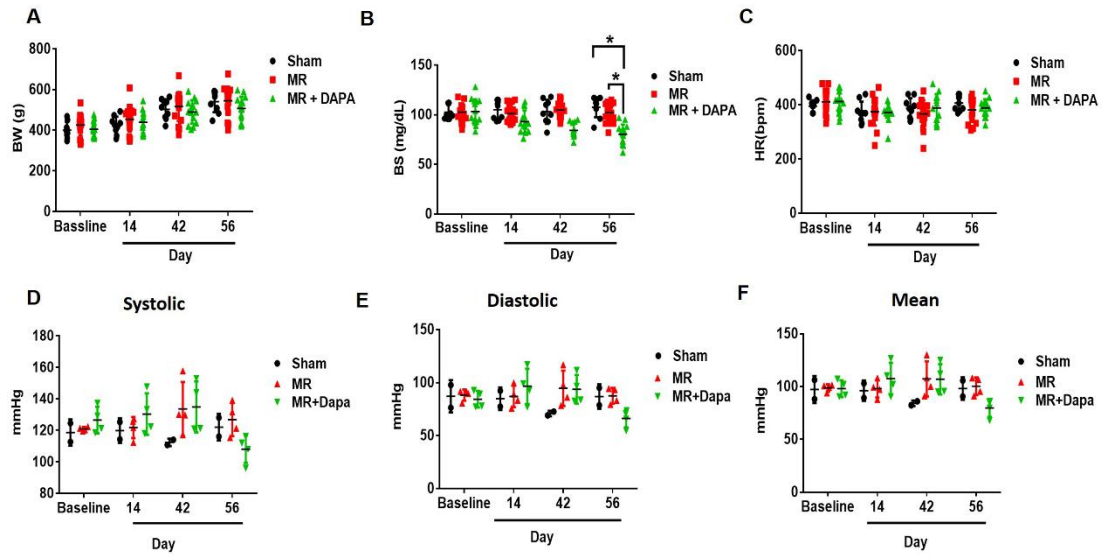 A
BW (g)
800
600
400
200
0
Bassline
14
42
56
Day
Sham
MR
MR + DAPA
B
BS (mg/dL)
150
100
50
0
Bassline
14
42
56
Day
*
*
Sham
MR
MR + DAPA
C
HR(bpm)
600
400
200
0
Bassline
14
42
56
Day
Sham
MR
MR + DAPA
D
Systolic
mmHg
180
160
140
120
100
80
Baseline
14
42
56
Day
Sham
MR
MR+Dapa
E
Diastolic
mmHg
150
100
50
0
Baseline
14
42
56
Day
Sham
MR
MR+Dapa
F
Mean
mmHg
150
100
50
0
Baseline
14
42
56
Day
Sham
MR
MR+Dapa